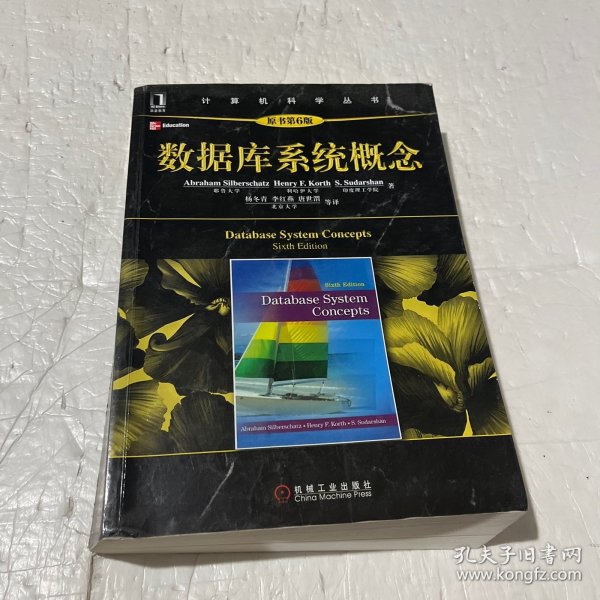 计算机科学丛书
华章教育
Education
原书第6版
数据库系统概念
Abraham Silberschatz Henry F. Korth S. Sudarshan 著
耶鲁大学 利哈伊大学 印度理工学院
杨冬青 李红燕 唐世渭 等译
北京大学
Database System Concepts
Sixth Edition
Sixth Edition
Database System
Concepts
Abraham Silberschatz • Henry F. Korth • S. Sudarshan
机械工业出版社
China Machine Press
孔夫子旧书网
www.kongfz.com